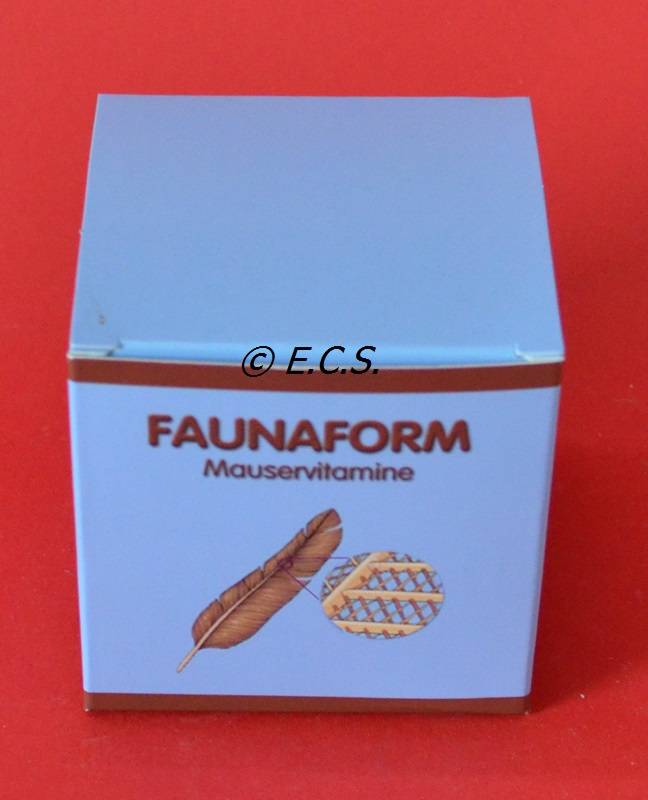 © E.C.S.
FAUNAFORM
Mauservitamine